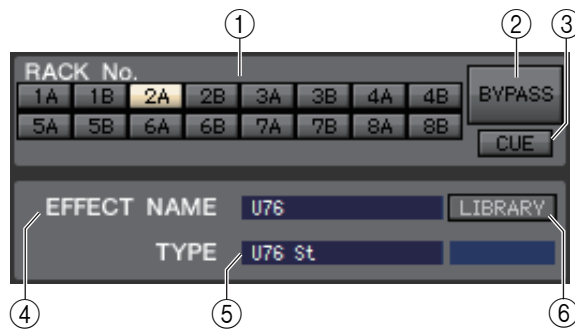 ① ② ③
RACK No.
1A 1B 2A 2B 3A 3B 4A 4B BYPASS
5A 5B 6A 6B 7A 7B 8A 8B CUE
EFFECT NAME U76 LIBRARY
TYPE U76 St
④ ⑤ ⑥